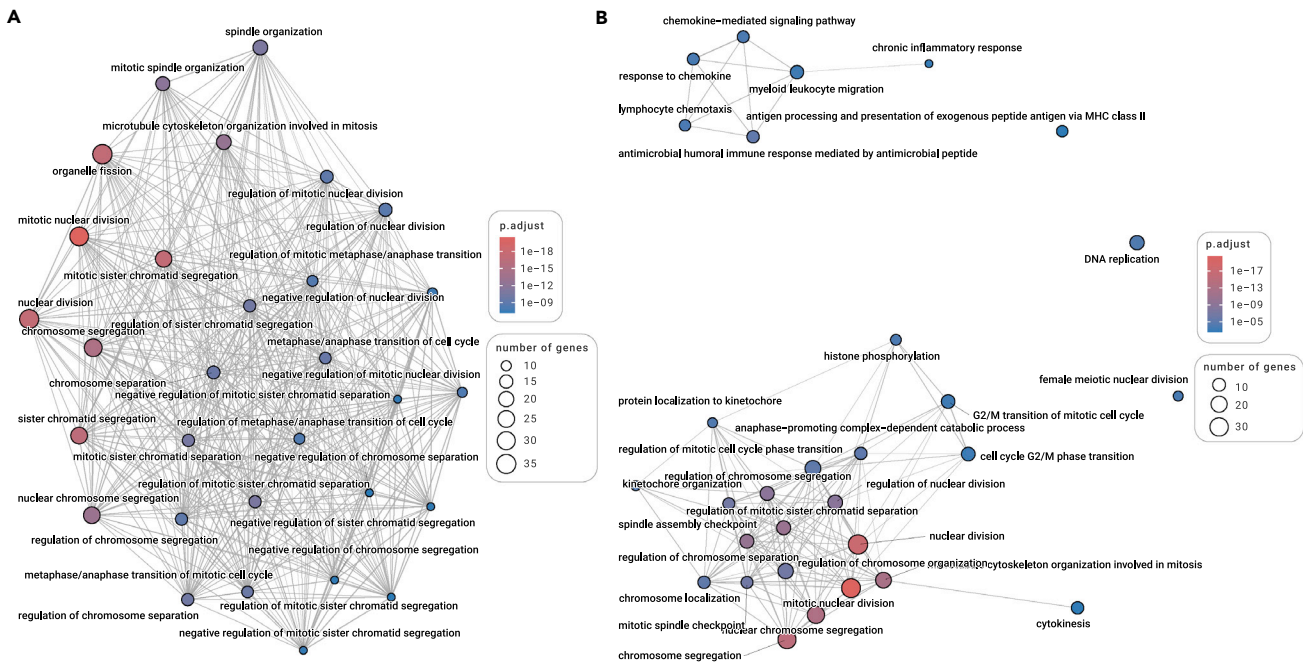 A
spindle organization
mitotic spindle organization
microtubule cytoskeleton organization involved in mitosis
organelle fission
regulation of mitotic nuclear division
mitotic nuclear division
regulation of nuclear division
regulation of mitotic metaphase/anaphase transition
mitotic sister chromatid segregation
nuclear division
negative regulation of nuclear division
regulation of sister chromatid segregation
chromosome segregation
metaphase/anaphase transition of cell cycle
negative regulation of mitotic nuclear division
chromosome separation
negative regulation of mitotic sister chromatid separation
sister chromatid segregation
regulation of metaphase/anaphase transition of cell cycle
mitotic sister chromatid separation
negative regulation of chromosome separation
regulation of mitotic sister chromatid separation
nuclear chromosome segregation
negative regulation of sister chromatid segregation
regulation of chromosome segregation
negative regulation of chromosome segregation
metaphase/anaphase transition of mitotic cell cycle
regulation of mitotic sister chromatid segregation
regulation of chromosome separation
negative regulation of mitotic sister chromatid segregation
p.adjust
1e-18
1e-15
1e-12
1e-09
number of genes
10
15
20
25
30
35
B
chemokine-mediated signaling pathway
chronic inflammatory response
response to chemokine
myeloid leukocyte migration
lymphocyte chemotaxis
antigen processing and presentation of exogenous peptide antigen via MHC class II
antimicrobial humoral immune response mediated by antimicrobial peptide
DNA replication
histone phosphorylation
female meiotic nuclear division
protein localization to kinetochore
G2/M transition of mitotic cell cycle
anaphase-promoting complex-dependent catabolic process
regulation of mitotic cell cycle phase transition
cell cycle G2/M phase transition
regulation of chromosome segregation
kinetochore organization
regulation of nuclear division
regulation of mitotic sister chromatid separation
spindle assembly checkpoint
nuclear division
regulation of chromosome separation
regulation of chromosome organization
cytoskeleton organization involved in mitosis
chromosome localization
mitotic nuclear division
mitotic spindle checkpoint
nuclear chromosome segregation
cytokinesis
chromosome segregation
p.adjust
1e-17
1e-13
1e-09
1e-05
number of genes
10
20
30